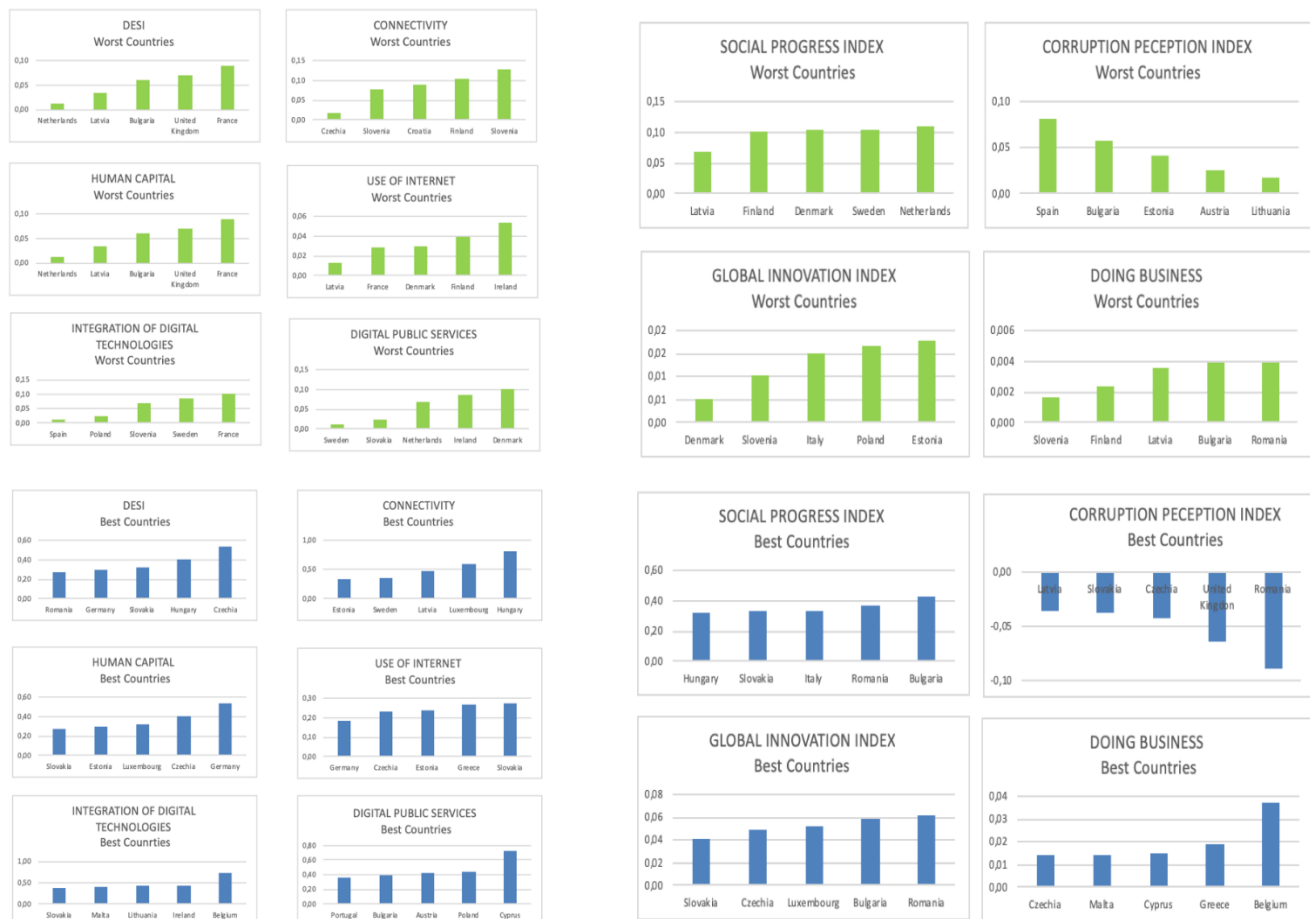 DESI
Worst Countries
0,10
0,05
0,00
Netherlands Latvia Bulgaria United Kingdom France
CONNECTIVITY
Worst Countries
0,15
0,10
0,05
0,00
Czechia Slovenia Croatia Finland Slovenia
HUMAN CAPITAL
Worst Countries
0,10
0,05
0,00
Netherlands Latvia Bulgaria United Kingdom France
USE OF INTERNET
Worst Countries
0,06
0,04
0,02
0,00
Latvia France Denmark Finland Ireland
INTEGRATION OF DIGITAL
TECHNOLOGIES
Worst Countries
0,15
0,10
0,05
0,00
Spain Poland Slovenia Sweden France
DIGITAL PUBLIC SERVICES
Worst Countries
0,15
0,10
0,05
0,00
Sweden Slovakia Netherlands Ireland Denmark
SOCIAL PROGRESS INDEX
Worst Countries
0,15
0,10
0,05
0,00
Latvia Finland Denmark Sweden Netherlands
CORRUPTION PECEPTION INDEX
Worst Countries
0,10
0,05
0,00
Spain Bulgaria Estonia Austria Lithuania
GLOBAL INNOVATION INDEX
Worst Countries
0,02
0,02
0,01
0,01
0,00
Denmark Slovenia Italy Poland Estonia
DOING BUSINESS
Worst Countries
0,006
0,004
0,002
0,000
Slovenia Finland Latvia Bulgaria Romania
DESI
Best Countries
0,60
0,40
0,20
0,00
Romania Germany Slovakia Hungary Czechia
CONNECTIVITY
Best Countries
1,00
0,50
0,00
Estonia Sweden Latvia Luxembourg Hungary
HUMAN CAPITAL
Best Countries
0,60
0,40
0,20
0,00
Slovakia Estonia Luxembourg Czechia Germany
USE OF INTERNET
Best Countries
0,30
0,20
0,10
0,00
Germany Czechia Estonia Greece Slovakia
INTEGRATION OF DIGITAL
TECHNOLOGIES
Best Counrties
1,00
0,50
0,00
Slovakia Malta Lithuania Ireland Belgium
DIGITAL PUBLIC SERVICES
Best Countries
0,80
0,60
0,40
0,20
0,00
Portugal Bulgaria Austria Poland Cyprus
SOCIAL PROGRESS INDEX
Best Countries
0,60
0,40
0,20
0,00
Hungary Slovakia Italy Romania Bulgaria
CORRUPTION PECEPTION INDEX
Best Countries
0,00
Latvia Slovakia Czechia United Kingdon Romania
-0,05
-0,10
GLOBAL INNOVATION INDEX
Best Countries
0,08
0,06
0,04
0,02
0,00
Slovakia Czechia Luxembourg Bulgaria Romania
DOING BUSINESS
Best Countries
0,04
0,03
0,02
0,01
0,00
Czechia Malta Cyprus Greece Belgium